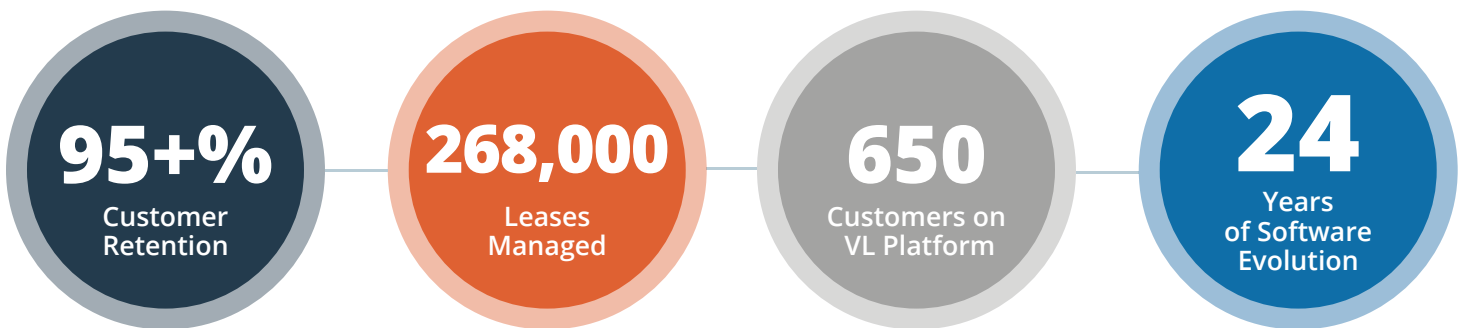 95+%
Customer
Retention
268,000
Leases
Managed
650
Customers on
VL Platform
24
Years
of Software
Evolution